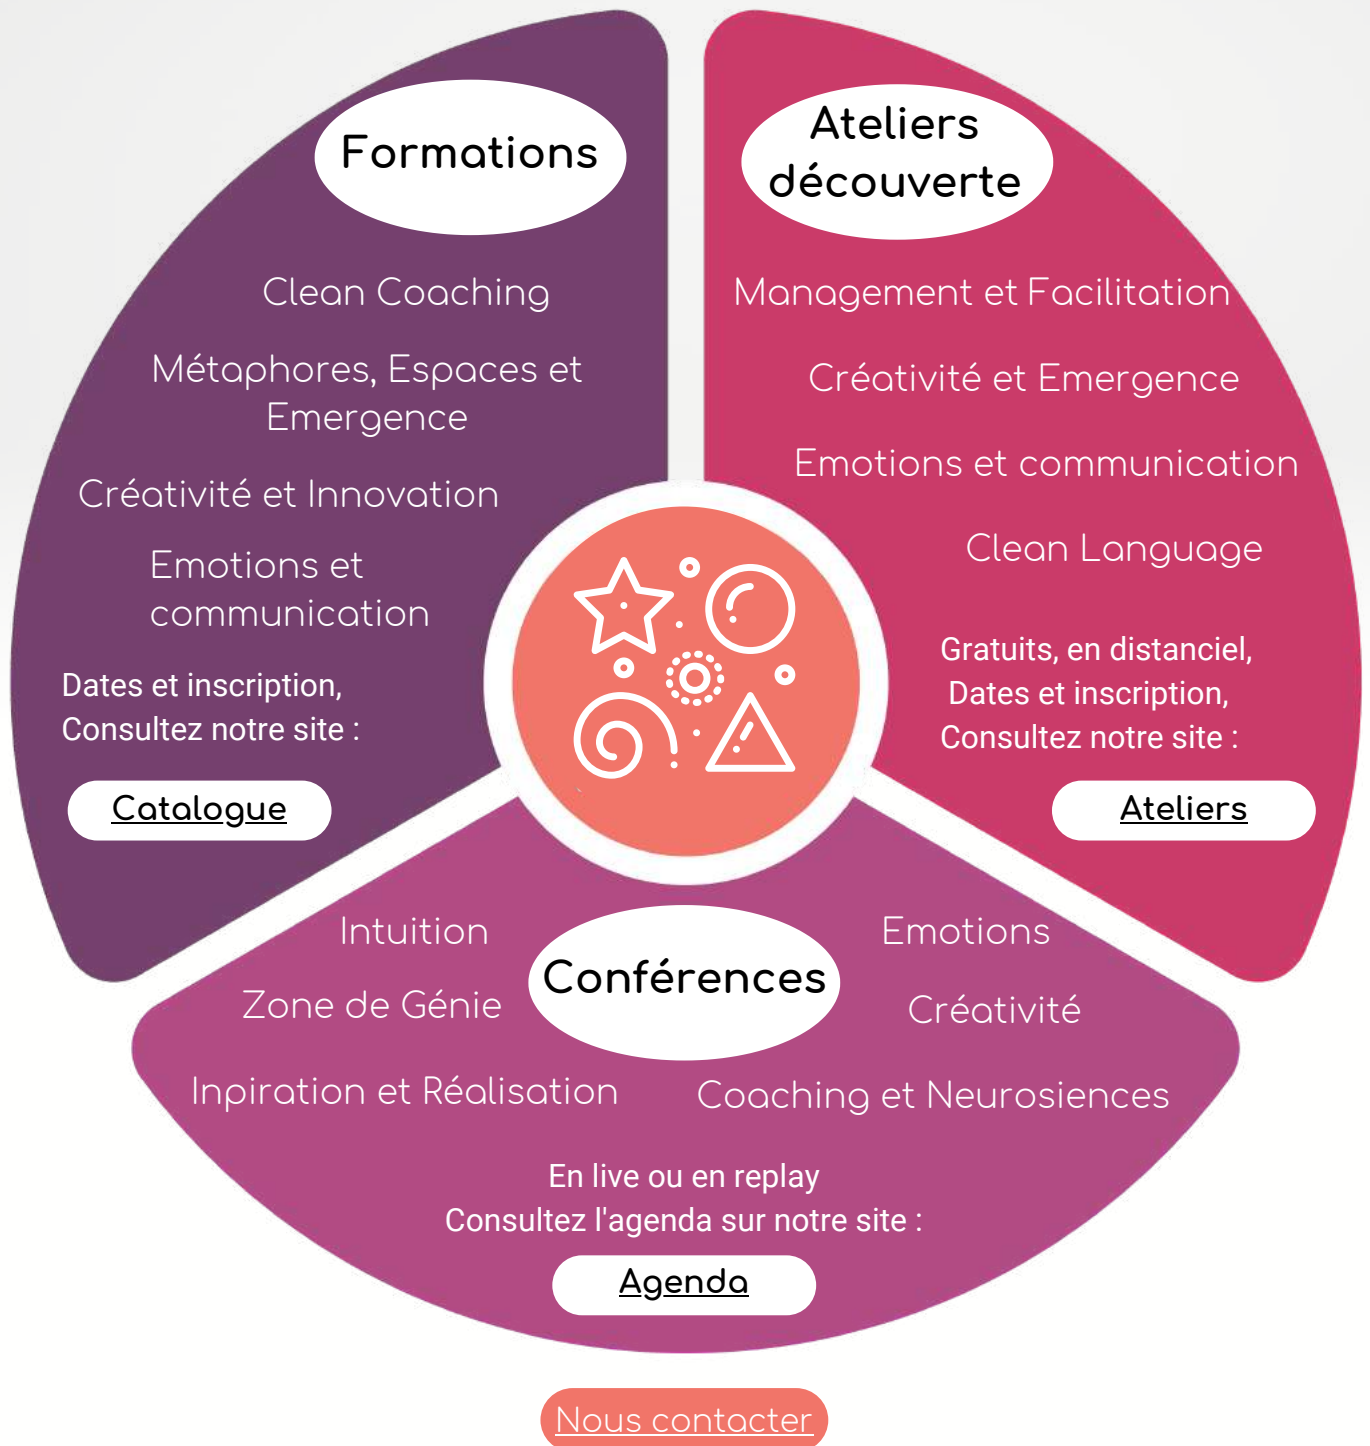 Formations
Clean Coaching
Métaphores, Espaces et
Emergence
Créativité et Innovation
Emotions et
communication
Dates et inscription,
Consultez notre site :
Catalogue
Ateliers
découverte
Management et Facilitation
Créativité et Emergence
Emotions et communication
Clean Language
Gratuits, en distanciel,
Dates et inscription,
Consultez notre site :
Ateliers
Conférences
Intuition
Zone de Génie
Inpiration et Réalisation
Emotions
Créativité
Coaching et Neurosiences
En live ou en replay
Consultez l'agenda sur notre site :
Agenda
Nous contacter